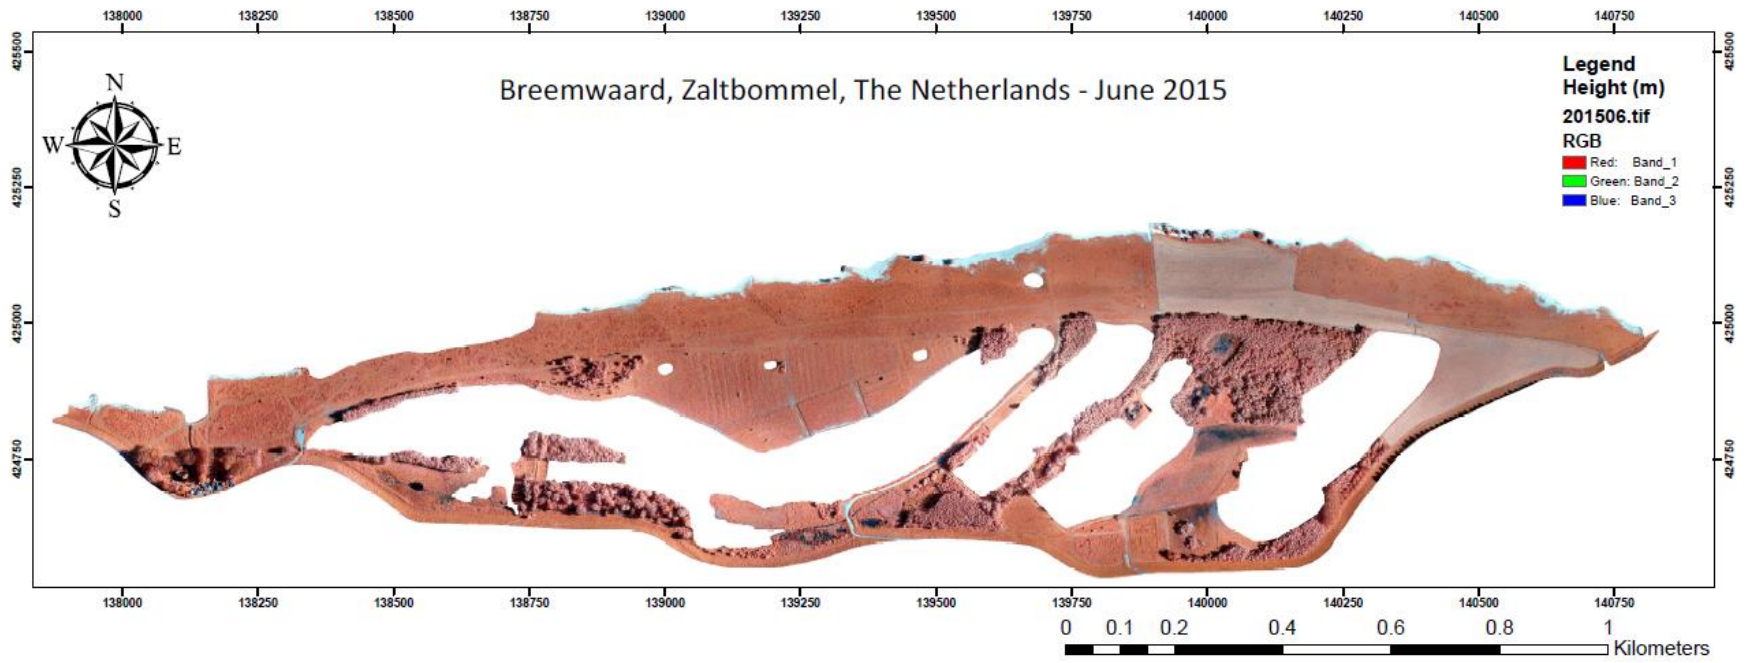 138000 138250 138500 138750 139000 139250 139500 139750 140000 140250 140500 140750
425500
425500
Legend
Height (m)
201506.tif
RGB
Red: Band_1
Green: Band_2
Blue: Band_3
Breemwaard, Zaltbommel, The Netherlands - June 2015
N
W
E
S
425250
425250
425000
425000
424750
424750
138000 138250 138500 138750 139000 139250 139500 139750 140000 140250 140500 140750
0 0.1 0.2 0.4 0.6 0.8 1
Kilometers